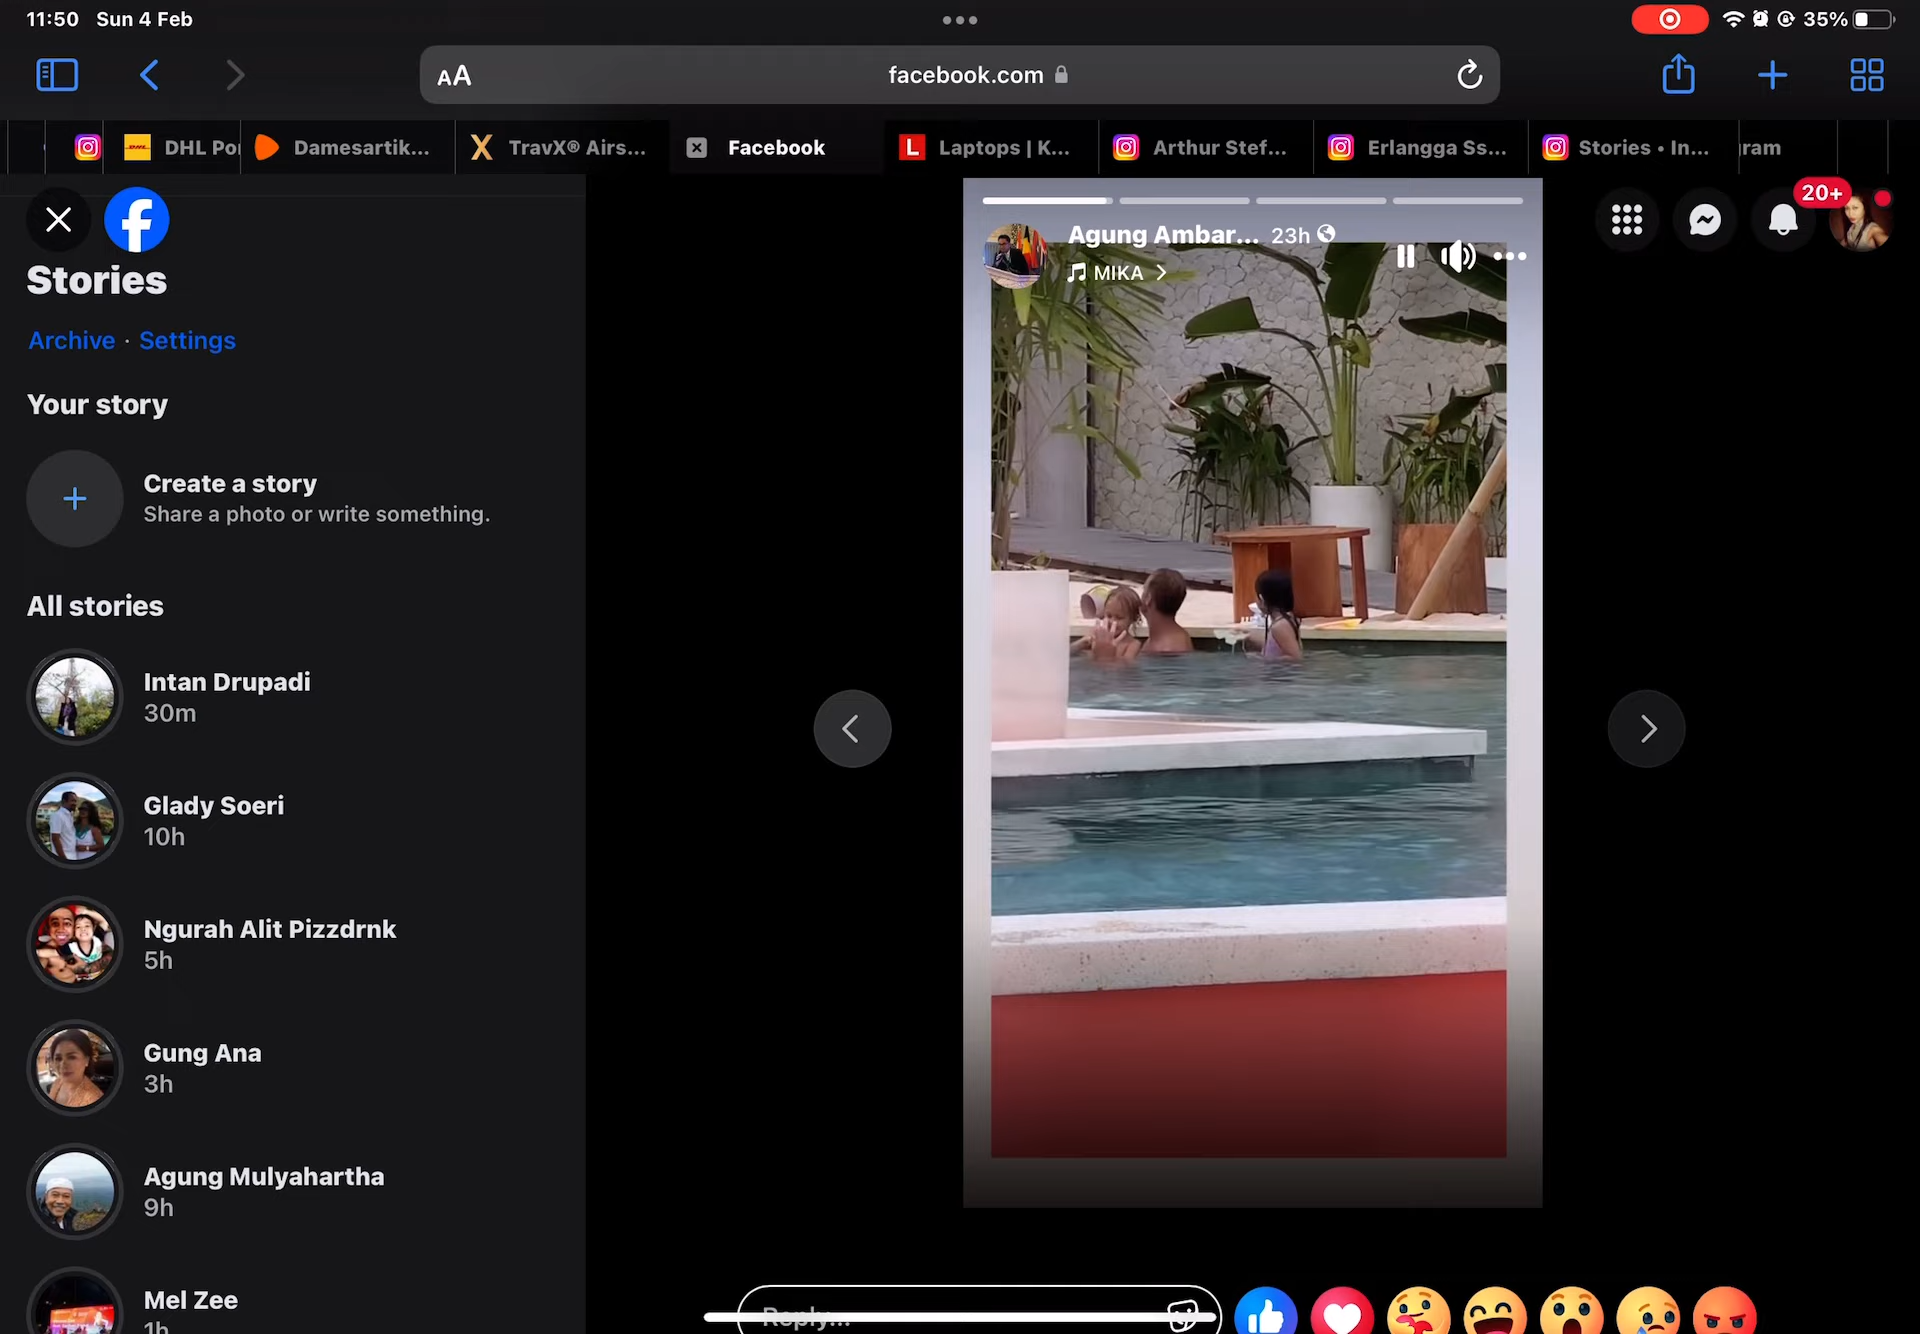 11:50 Sun 4 Feb
35%
AA
facebook.com
DHL Po
Damesartik...
TravX® Airs...
Facebook
L
Laptops | K...
Arthur Stef...
Erlangga Ss...
Stories • In...
ram
20+
Stories
Archive · Settings
Your story
Create a story
Share a photo or write something.
All stories
Intan Drupadi
30m
Glady Soeri
10h
Ngurah Alit Pizzdrnk
5h
Gung Ana
3h
Agung Mulyahartha
9h
Mel Zee
1h
Agung Ambar... 23h
MIKA
Reply...